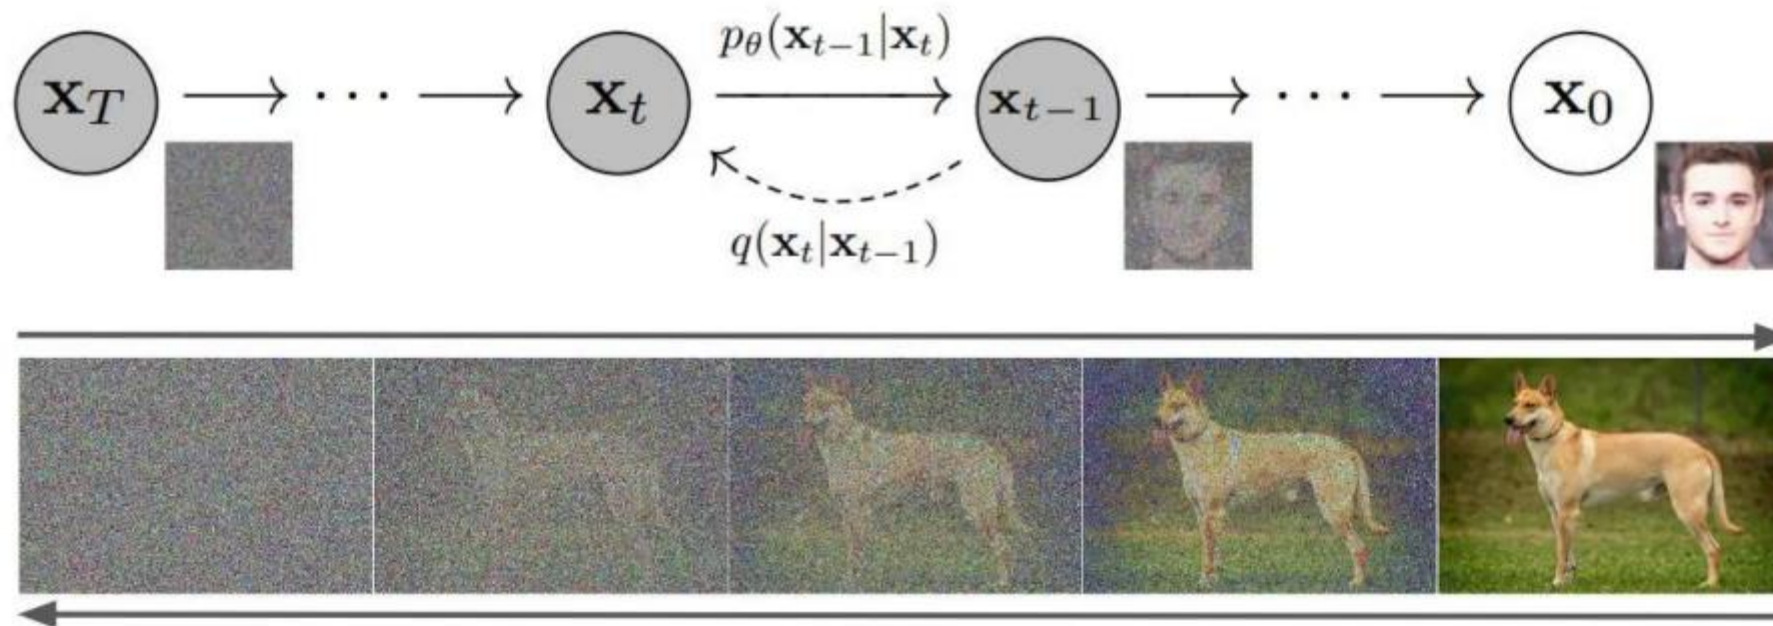 p_θ(x_{t−1}|x_t)
x_T → ··· → x_t → x_{t−1} → ··· → x_0
q(x_t|x_{t−1})